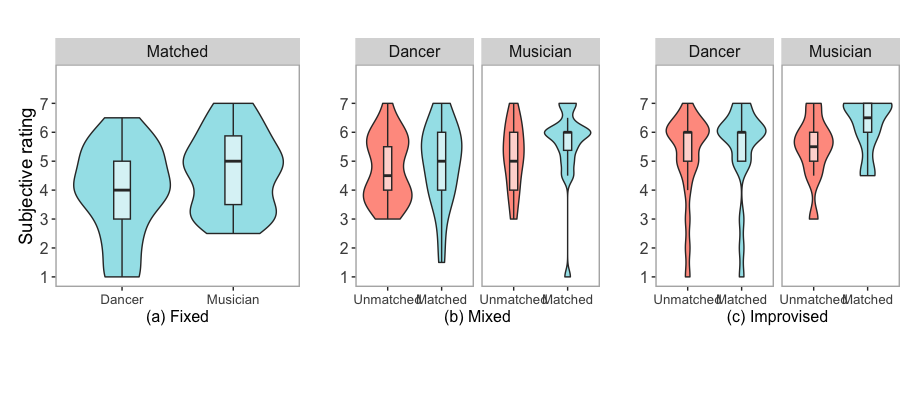 Matched
Dancer Musician
Dancer Musician
Subjective rating
7 6 5 4 3 2 1
7 6 5 4 3 2 1
7 6 5 4 3 2 1
Dancer Musician
Unmatched Matched Unmatched Matched
Unmatched Matched Unmatched Matched
(a) Fixed
(b) Mixed
(c) Improvised